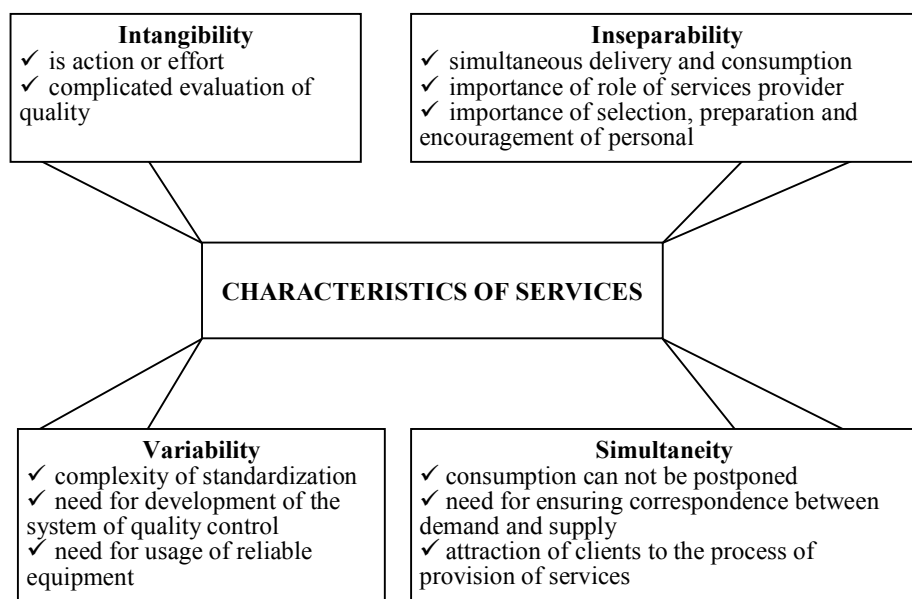 Intangibility
✓ is action or effort
✓ complicated evaluation of
quality
Inseparability
✓ simultaneous delivery and consumption
✓ importance of role of services provider
✓ importance of selection, preparation and
encouragement of personal
CHARACTERISTICS OF SERVICES
Variability
✓ complexity of standardization
✓ need for development of the
system of quality control
✓ need for usage of reliable
equipment
Simultaneity
✓ consumption can not be postponed
✓ need for ensuring correspondence between
demand and supply
✓ attraction of clients to the process of
provision of services